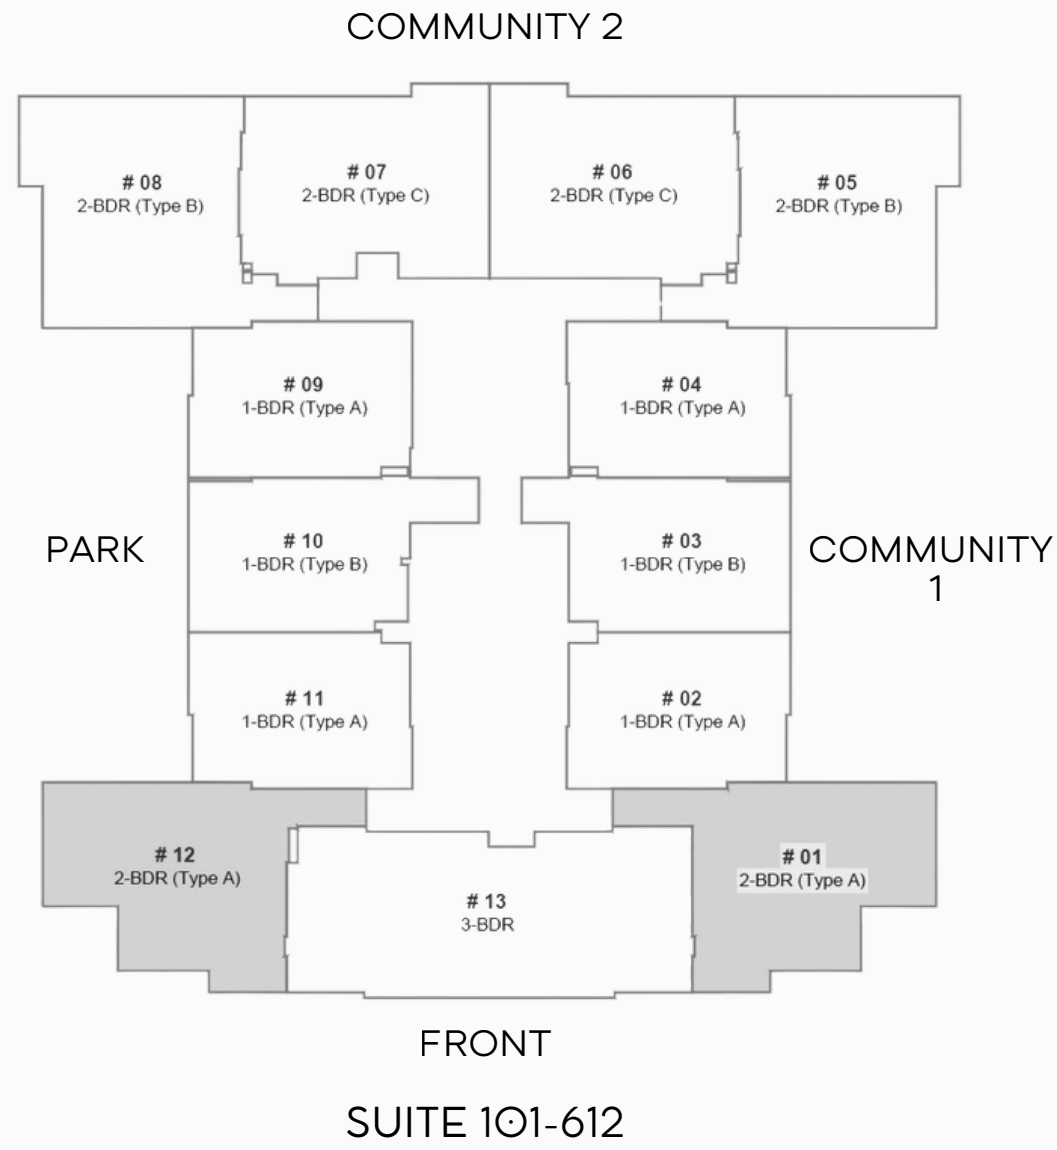 COMMUNITY 2
# 08
2-BDR (Type B)
# 07
2-BDR (Type C)
# 06
2-BDR (Type C)
# 05
2-BDR (Type B)
# 09
1-BDR (Type A)
# 04
1-BDR (Type A)
PARK
# 10
1-BDR (Type B)
# 03
1-BDR (Type B)
COMMUNITY
1
# 11
1-BDR (Type A)
# 02
1-BDR (Type A)
# 12
2-BDR (Type A)
# 13
3-BDR
# 01
2-BDR (Type A)
FRONT
SUITE 101-612